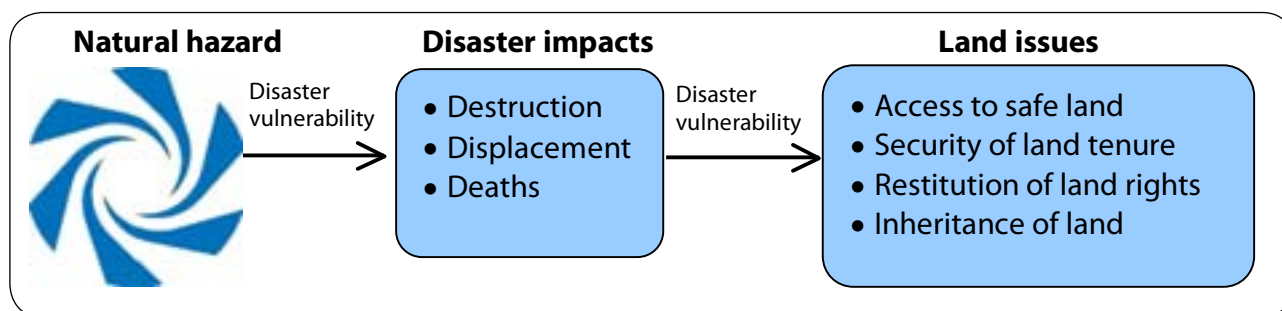 Natural hazard
Disaster
vulnerability
Disaster impacts
• Destruction
• Displacement
• Deaths
Disaster
vulnerability
Land issues
• Access to safe land
• Security of land tenure
• Restitution of land rights
• Inheritance of land